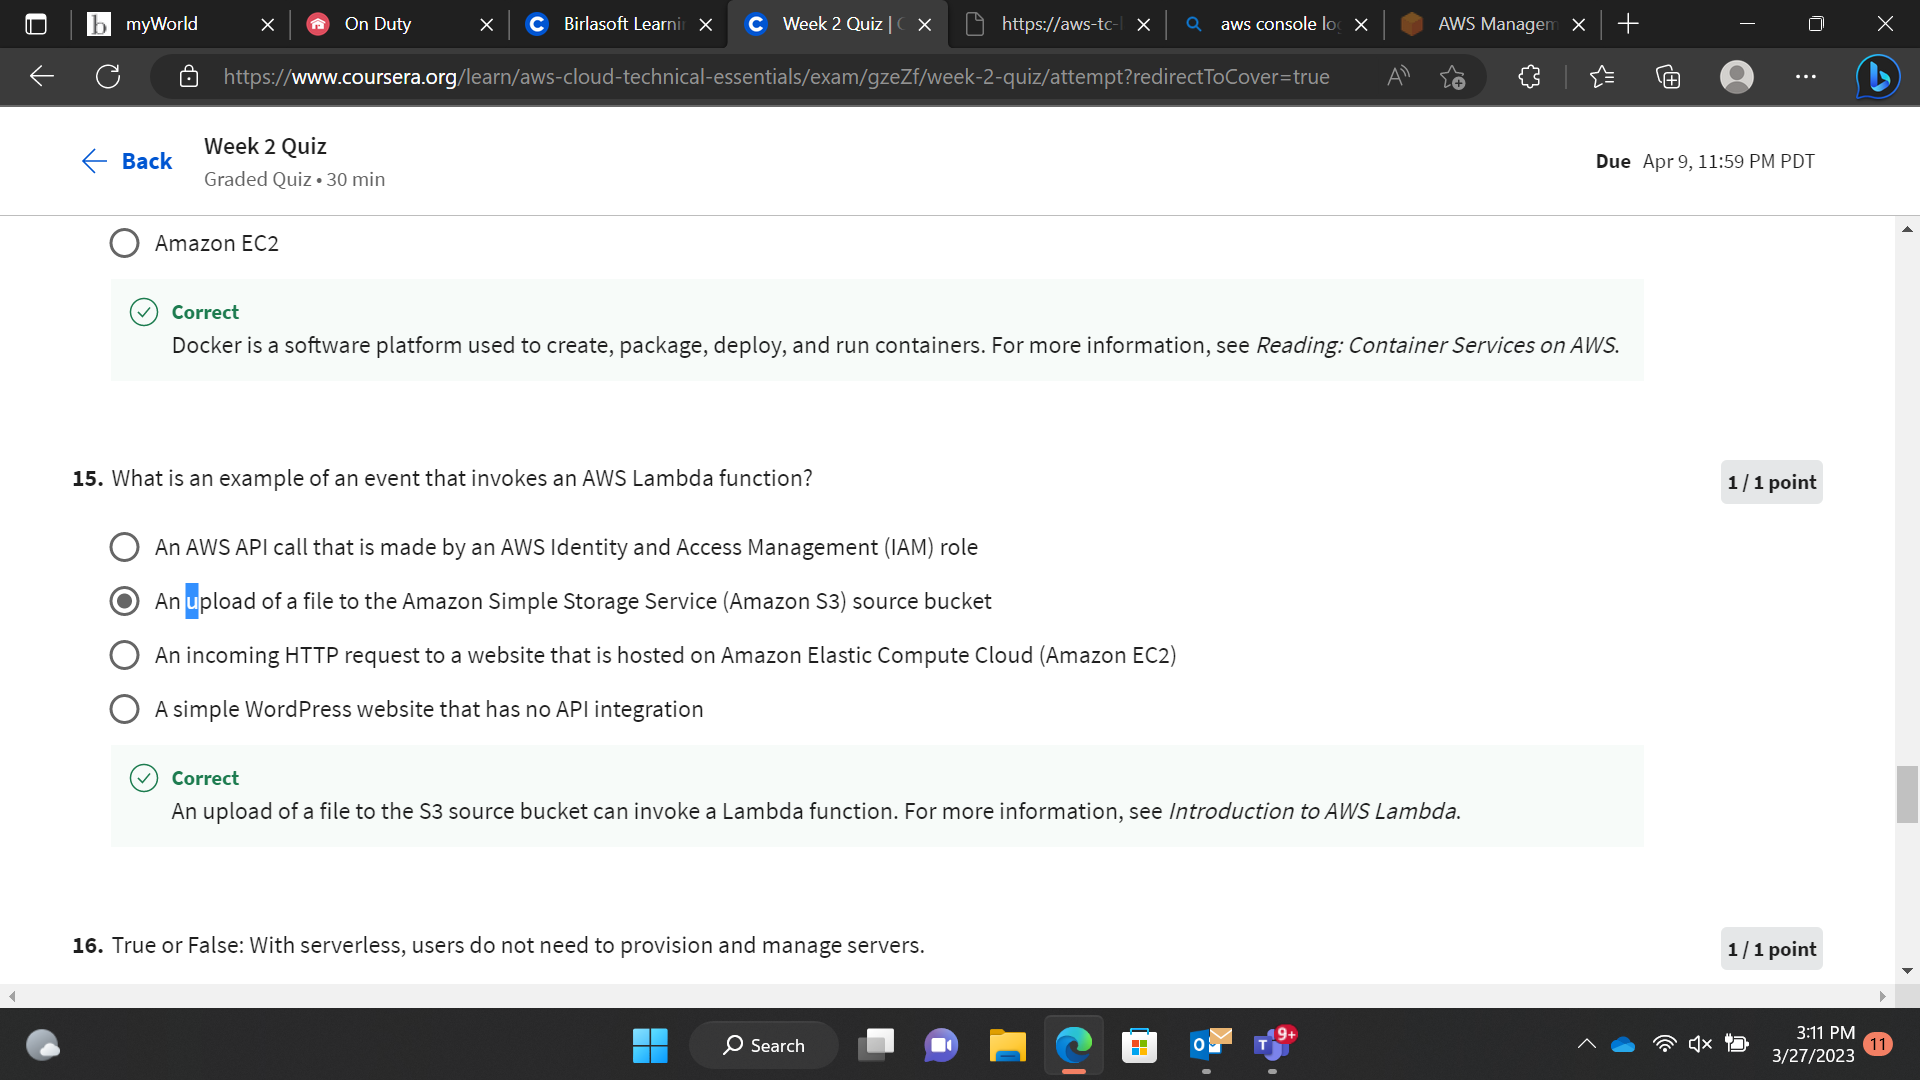 myWorld
On Duty
Birlasoft Learni
Week 2 Quiz | C
https://aws-tc-l
aws console lo
AWS Managem
https://www.coursera.org/learn/aws-cloud-technical-essentials/exam/gzeZf/week-2-quiz/attempt?redirectToCover=true
Back
Week 2 Quiz
Graded Quiz • 30 min
Due Apr 9, 11:59 PM PDT
Amazon EC2
Correct
Docker is a software platform used to create, package, deploy, and run containers. For more information, see Reading: Container Services on AWS.
15. What is an example of an event that invokes an AWS Lambda function?
1 / 1 point
An AWS API call that is made by an AWS Identity and Access Management (IAM) role
An upload of a file to the Amazon Simple Storage Service (Amazon S3) source bucket
An incoming HTTP request to a website that is hosted on Amazon Elastic Compute Cloud (Amazon EC2)
A simple WordPress website that has no API integration
Correct
An upload of a file to the S3 source bucket can invoke a Lambda function. For more information, see Introduction to AWS Lambda.
16. True or False: With serverless, users do not need to provision and manage servers.
1 / 1 point
Search
9+
3:11 PM
3/27/2023
11